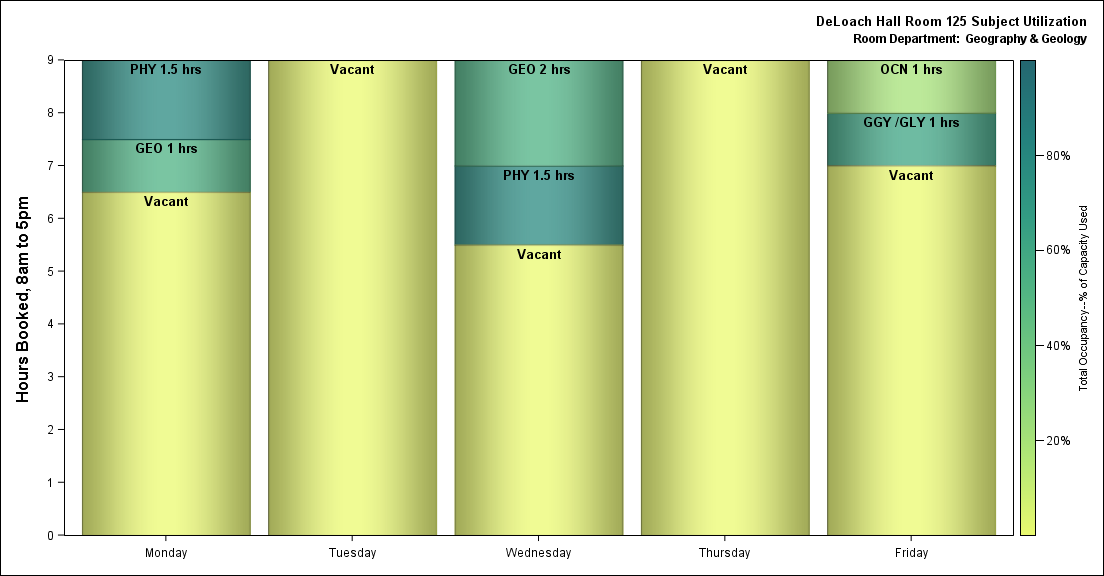 DeLoach Hall Room 125 Subject Utilization
Room Department:  Geography & Geology
Hours Booked, 8am to 5pm
9
8
7
6
5
4
3
2
1
0
PHY 1.5 hrs
GEO 1 hrs
Vacant
Vacant
GEO 2 hrs
PHY 1.5 hrs
Vacant
Vacant
OCN 1 hrs
GGY /GLY 1 hrs
Vacant
Monday
Tuesday
Wednesday
Thursday
Friday
80%
60%
40%
20%
Total Occupancy--% of Capacity Used